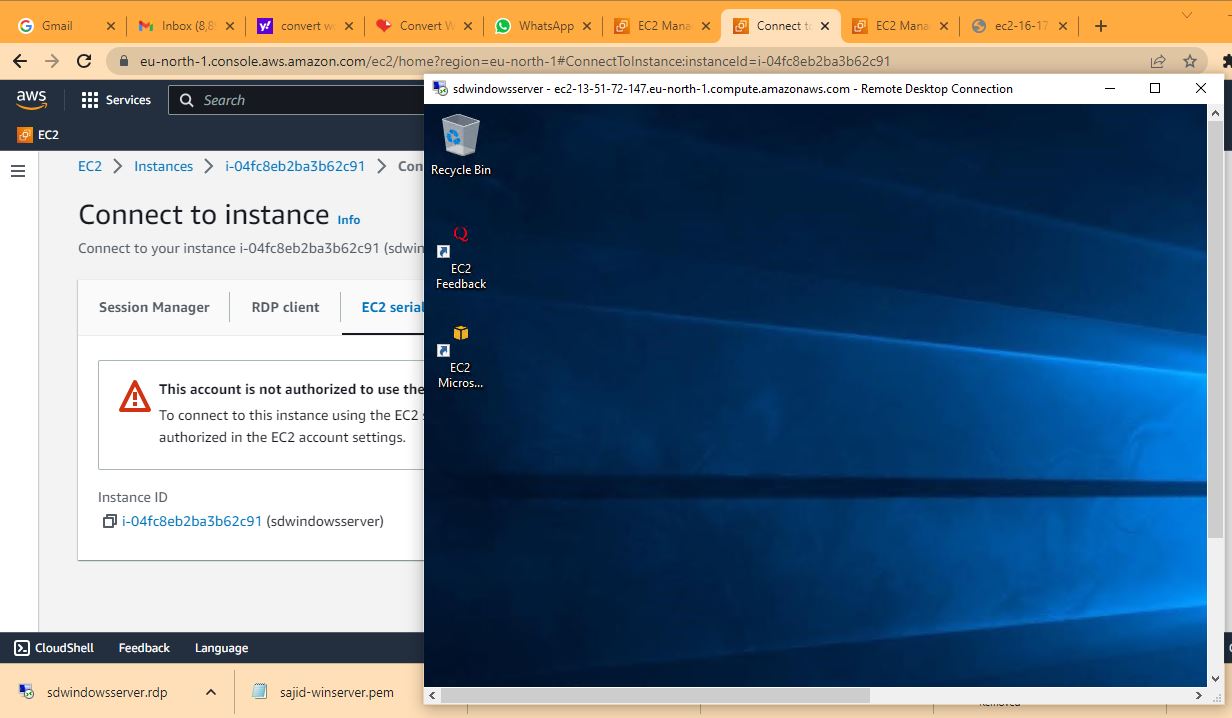 Gmail
Inbox (8,8
convert wo
Convert W
WhatsApp
EC2 Mana
Connect to
EC2 Mana
ec2-16-17
eu-north-1.console.aws.amazon.com/ec2/home?region=eu-north-1#ConnectToInstance:instanceId=i-04fc8eb2ba3b62c91
aws
Services
Search
EC2
sdwindowsserver - ec2-13-51-72-147.eu-north-1.compute.amazonaws.com - Remote Desktop Connection
EC2 > Instances > i-04fc8eb2ba3b62c91 > Con
Connect to instance Info
Connect to your instance i-04fc8eb2ba3b62c91 (sdwin
Session Manager
RDP client
EC2 serial
This account is not authorized to use the
To connect to this instance using the EC2 s
authorized in the EC2 account settings.
Instance ID
i-04fc8eb2ba3b62c91 (sdwindowsserver)
Recycle Bin
EC2
Feedback
EC2
Micros...
CloudShell
Feedback
Language
sdwindowsserver.rdp
sajid-winserver.pem
Removed